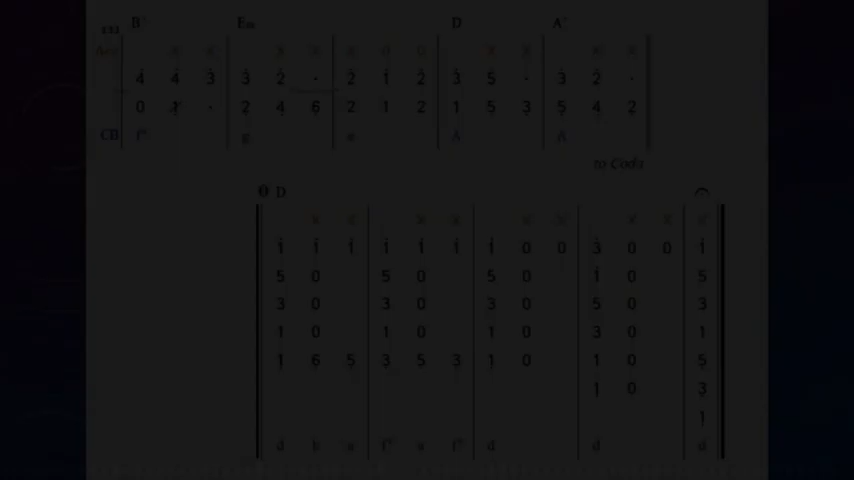 B⁷ Em D A⁷
4 4 3 3 2 · 2 1 2 3 5 · 3 2 ·
0 1 · 2 4 6 2 1 2 1 5 3 5 4 2
CB f# g e A A
to Coda
D
1 1 1 1 1 1 1 0 0 3 0 0 1
5 0 5 0 5 0 1 0 5
3 0 3 0 3 0 5 0 3
1 0 1 0 1 0 3 0 1
1 6 5 3 5 3 1 0 1 0 5
1 0 3
1
d b a f# a f# d d d